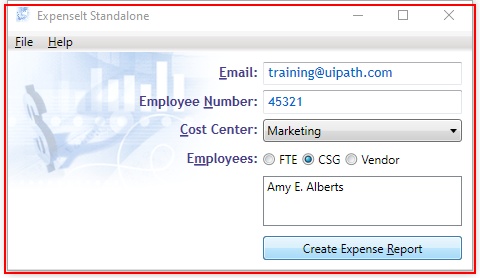 ExpenseIt Standalone
File Help
Email: training@uipath.com
Employee Number: 45321
Cost Center: Marketing
Employees: FTE CSG Vendor
Amy E. Alberts
Create Expense Report